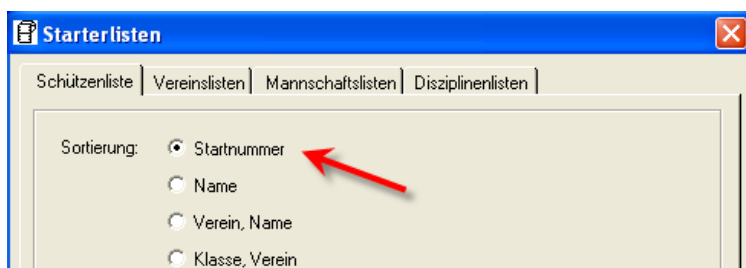 Starterlisten
Schützenliste Vereinslisten Mannschaftslisten Disziplinenlisten
Sortierung: Startnummer
Name
Verein, Name
Klasse, Verein